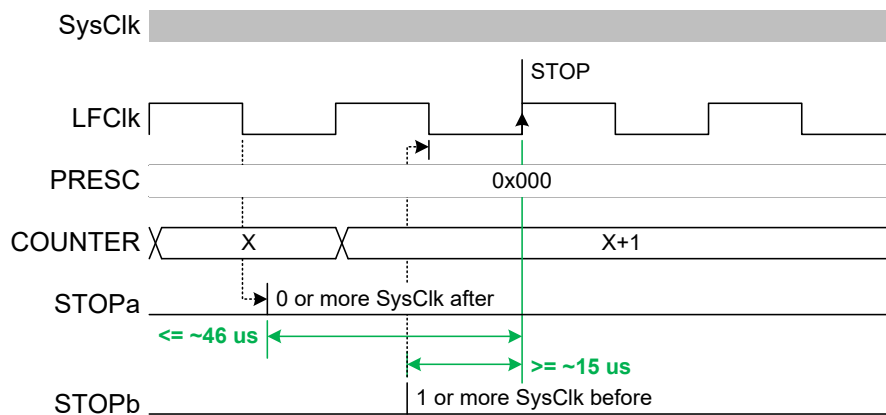 SysClk
STOP
LFClk
PRESC
0x000
COUNTER
X
X+1
STOPa
0 or more SysClk after
<= ~46 us
>= ~15 us
STOPb
1 or more SysClk before